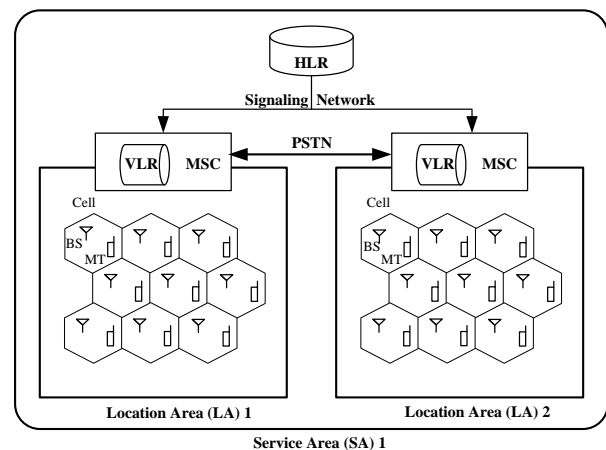 HLR
Signaling Network
PSTN
VLR MSC
VLR MSC
Cell
BS
MT
Cell
BS
MT
Location Area (LA) 1
Location Area (LA) 2
Service Area (SA) 1